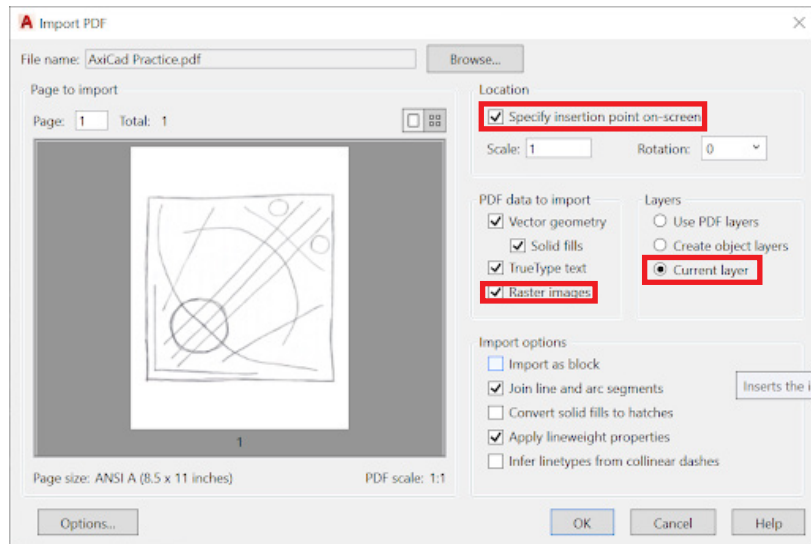 A Import PDF
File name: AxiCad Practice.pdf Browse...
Page to import
Page: 1 Total: 1
1
Page size: ANSI A (8.5 x 11 inches) PDF scale: 1:1
Location
Specify insertion point on-screen
Scale: 1 Rotation: 0
PDF data to import
Vector geometry
Solid fills
TrueType text
Raster images
Layers
Use PDF layers
Create object layers
Current layer
Import options
Import as block
Join line and arc segments
Inserts the
Convert solid fills to hatches
Apply lineweight properties
Infer linetypes from collinear dashes
Options... OK Cancel Help